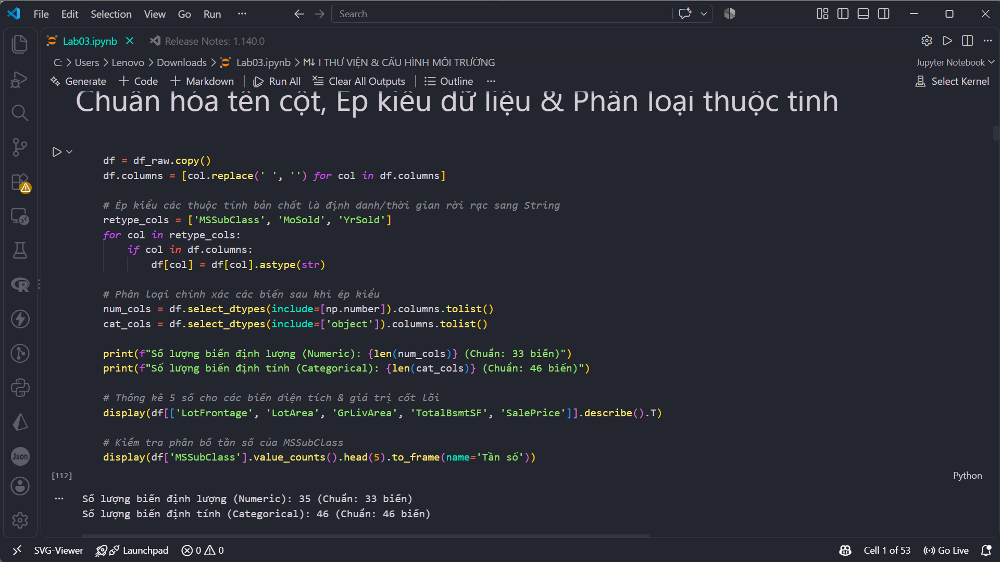 File Edit Selection View Go Run ... Search
Lab03.ipynb Release Notes: 1.140.0
C: > Users > Lenovo > Downloads > Lab03.ipynb > M↓ I THƯ VIỆN & CẤU HÌNH MÔI TRƯỜNG Jupyter Notebook
Generate + Code + Markdown | Run All Clear All Outputs | Outline ... Select Kernel
Chuẩn hóa tên cột, Ép kiểu dữ liệu & Phân loại thuộc tính
df = df_raw.copy()
df.columns = [col.replace(' ', '') for col in df.columns]
# Ép kiểu các thuộc tính bản chất là định danh/thời gian rời rạc sang String
retype_cols = ['MSSubClass', 'MoSold', 'YrSold']
for col in retype_cols:
    if col in df.columns:
        df[col] = df[col].astype(str)
# Phân loại chính xác các biến sau khi ép kiểu
num_cols = df.select_dtypes(include=[np.number]).columns.tolist()
cat_cols = df.select_dtypes(include=['object']).columns.tolist()
print(f"Số lượng biến định lượng (Numeric): {len(num_cols)} (Chuẩn: 33 biến)")
print(f"Số lượng biến định tính (Categorical): {len(cat_cols)} (Chuẩn: 46 biến)")
# Thống kê 5 số cho các biến diện tích & giá trị cốt lõi
display(df[['LotFrontage', 'LotArea', 'GrLivArea', 'TotalBsmtSF', 'SalePrice']].describe().T)
# Kiểm tra phân bố tần số của MSSubClass
display(df['MSSubClass'].value_counts().head(5).to_frame(name='Tần số'))
[112] Python
... Số lượng biến định lượng (Numeric): 35 (Chuẩn: 33 biến)
Số lượng biến định tính (Categorical): 46 (Chuẩn: 46 biến)
Json
SVG-Viewer Launchpad 0 0 Cell 1 of 53 Go Live